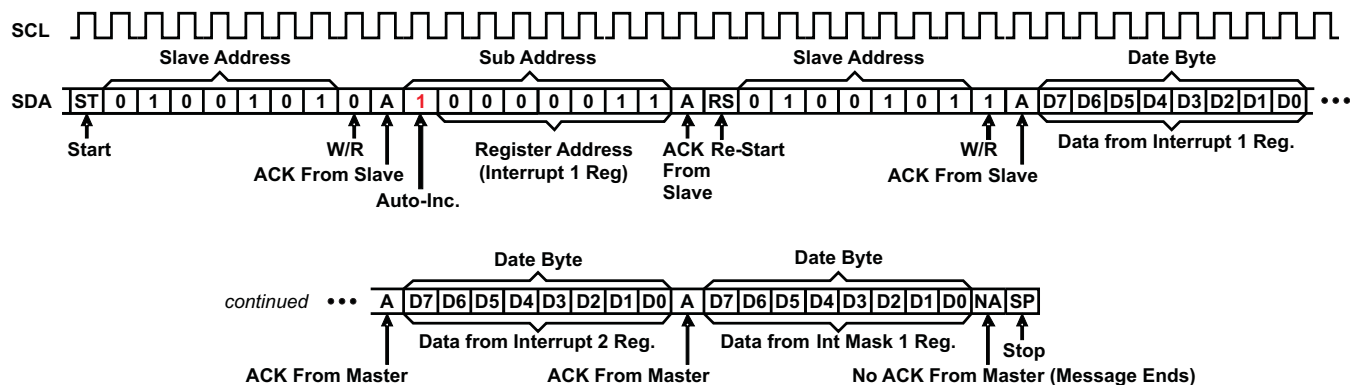 SCL
Slave Address Sub Address Slave Address Date Byte
SDA ST 0 1 0 0 1 0 1 0 A 1 0 0 0 0 0 1 1 A RS 0 1 0 0 1 0 1 1 A D7 D6 D5 D4 D3 D2 D1 D0 •••
Start W/R Register Address ACK Re-Start W/R Data from Interrupt 1 Reg.
ACK From Slave (Interrupt 1 Reg) From ACK From Slave
Auto-Inc. Slave
Date Byte Date Byte
continued ••• A D7 D6 D5 D4 D3 D2 D1 D0 A D7 D6 D5 D4 D3 D2 D1 D0 NA SP
Data from Interrupt 2 Reg. Data from Int Mask 1 Reg. Stop
ACK From Master ACK From Master No ACK From Master (Message Ends)